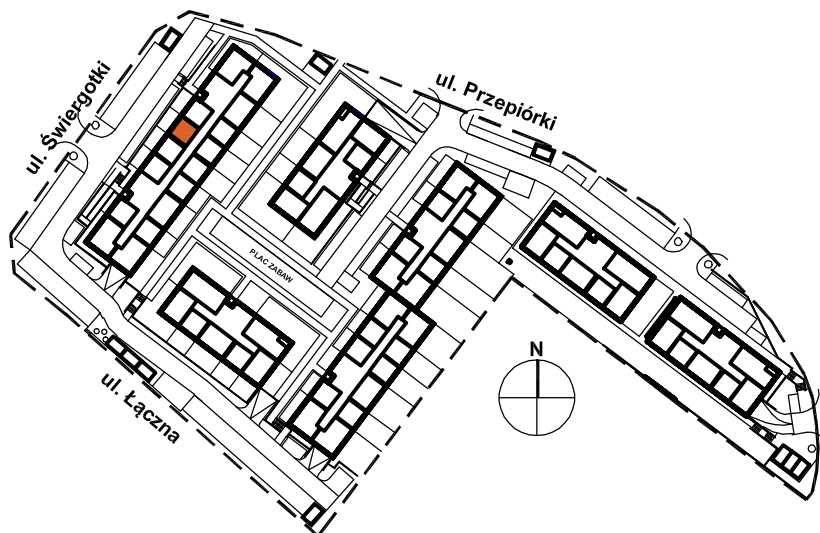 ul. Świergotki
ul. Przepiórki
PLAC ZABAW
ul. Łączna
N